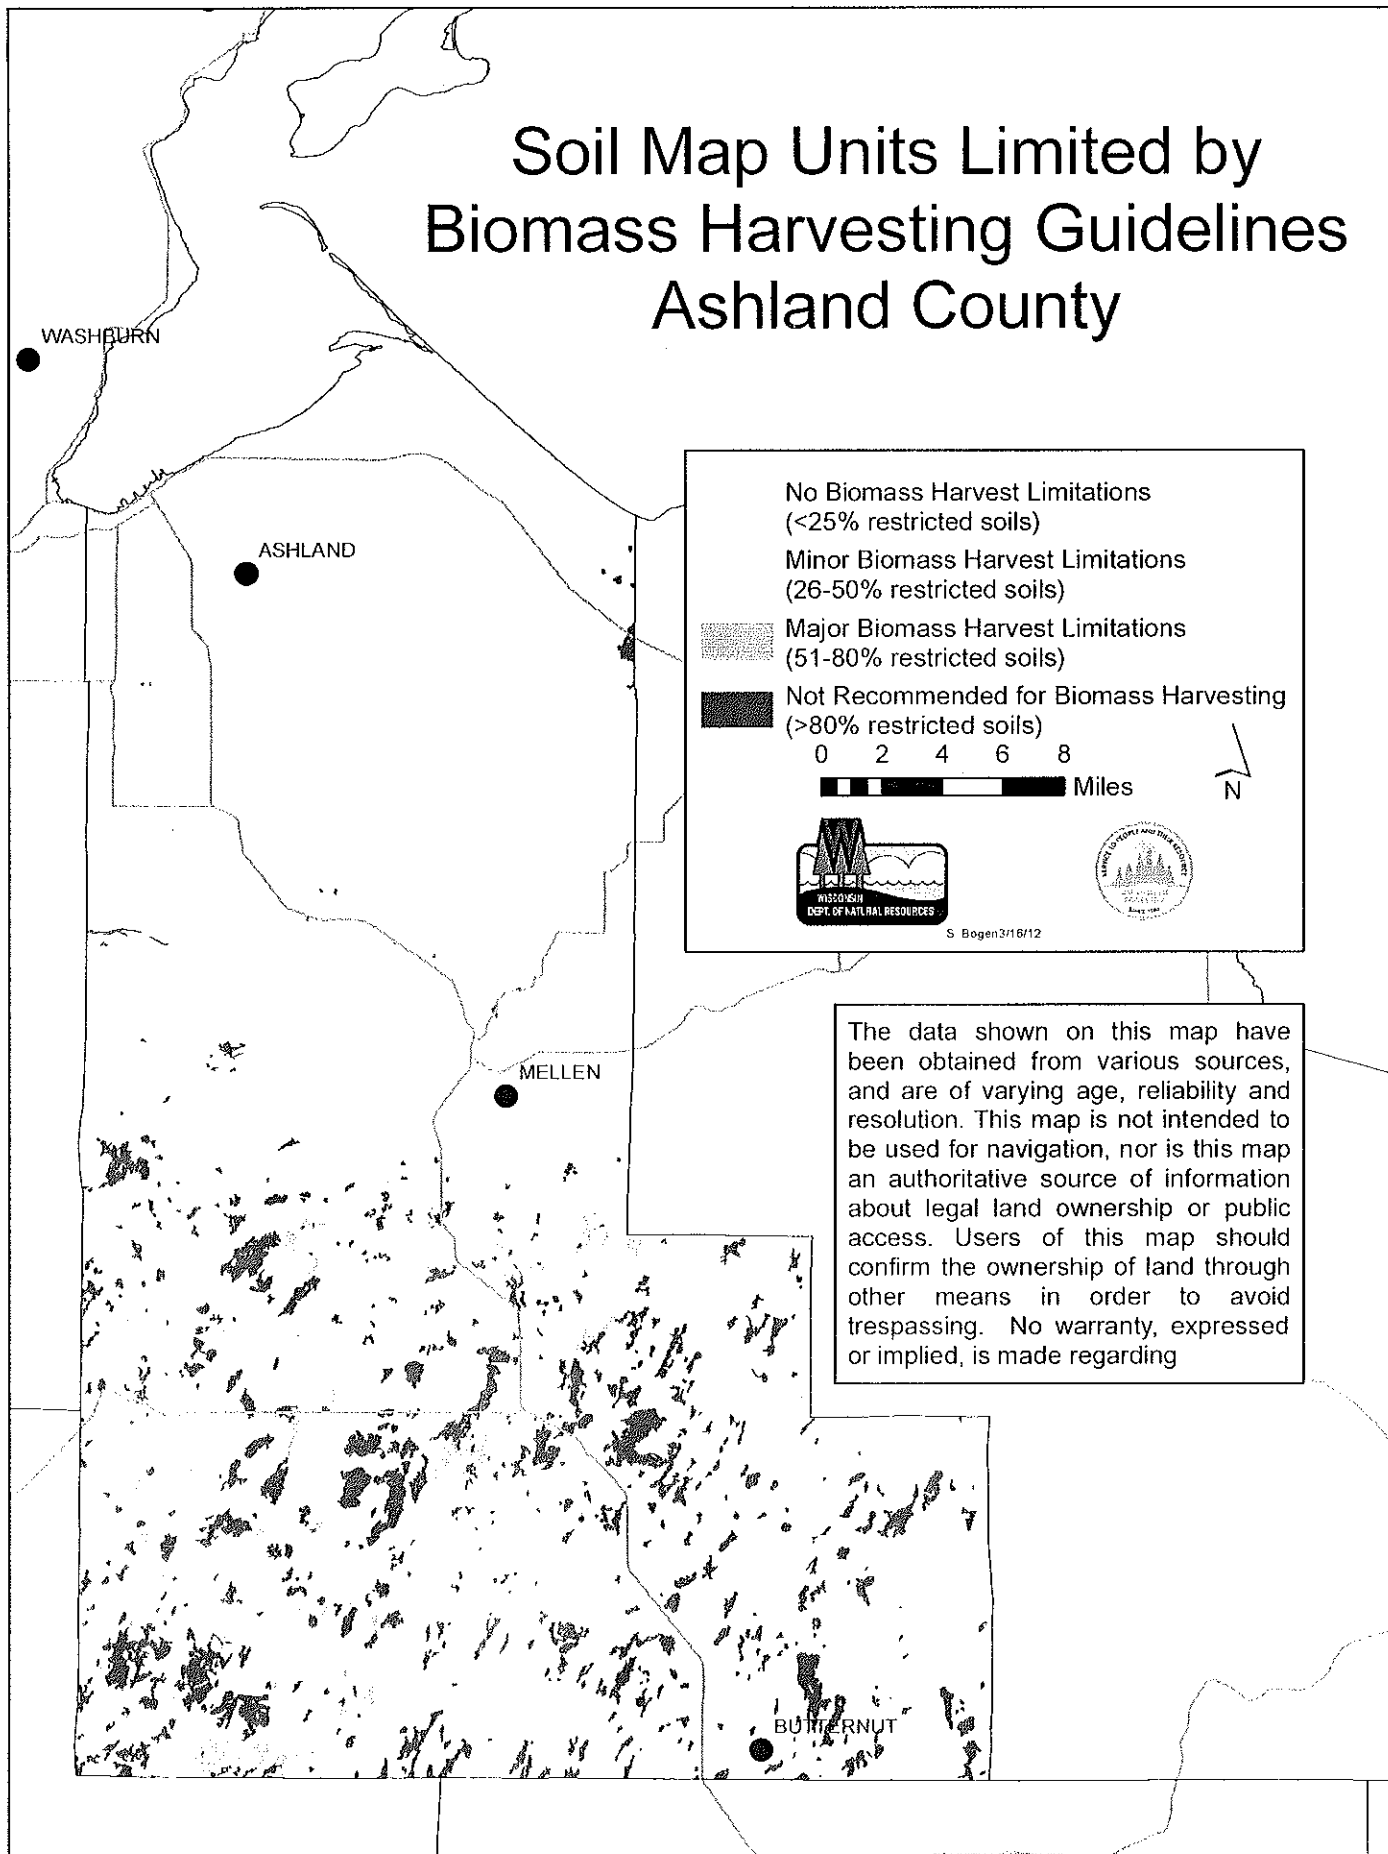 Soil Map Units Limited by
Biomass Harvesting Guidelines
Ashland County
WASHBURN
ASHLAND
MELLEN
BUTTERNUT
No Biomass Harvest Limitations
(<25% restricted soils)
Minor Biomass Harvest Limitations
(26-50% restricted soils)
Major Biomass Harvest Limitations
(51-80% restricted soils)
Not Recommended for Biomass Harvesting
(>80% restricted soils)
0 2 4 6 8
Miles
N
W
WISCONSIN
DEPT. OF NATURAL RESOURCES
SERVICE TO PEOPLE AND THEIR RESOURCE
S Bogen3/16/12
The data shown on this map have
been obtained from various sources,
and are of varying age, reliability and
resolution. This map is not intended to
be used for navigation, nor is this map
an authoritative source of information
about legal land ownership or public
access. Users of this map should
confirm the ownership of land through
other means in order to avoid
trespassing. No warranty, expressed
or implied, is made regarding